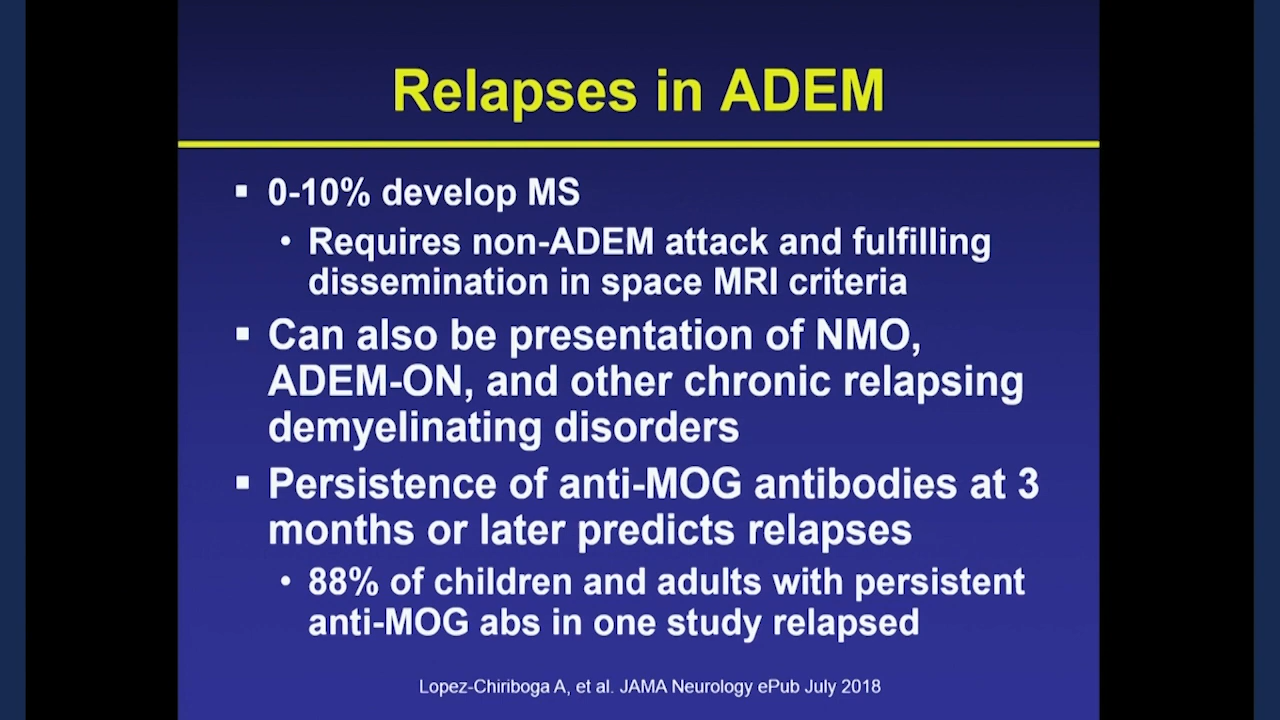 Relapses in ADEM
▪ 0-10% develop MS
• Requires non-ADEM attack and fulfilling
dissemination in space MRI criteria
▪ Can also be presentation of NMO,
ADEM-ON, and other chronic relapsing
demyelinating disorders
▪ Persistence of anti-MOG antibodies at 3
months or later predicts relapses
• 88% of children and adults with persistent
anti-MOG abs in one study relapsed
Lopez-Chiriboga A, et al. JAMA Neurology ePub July 2018